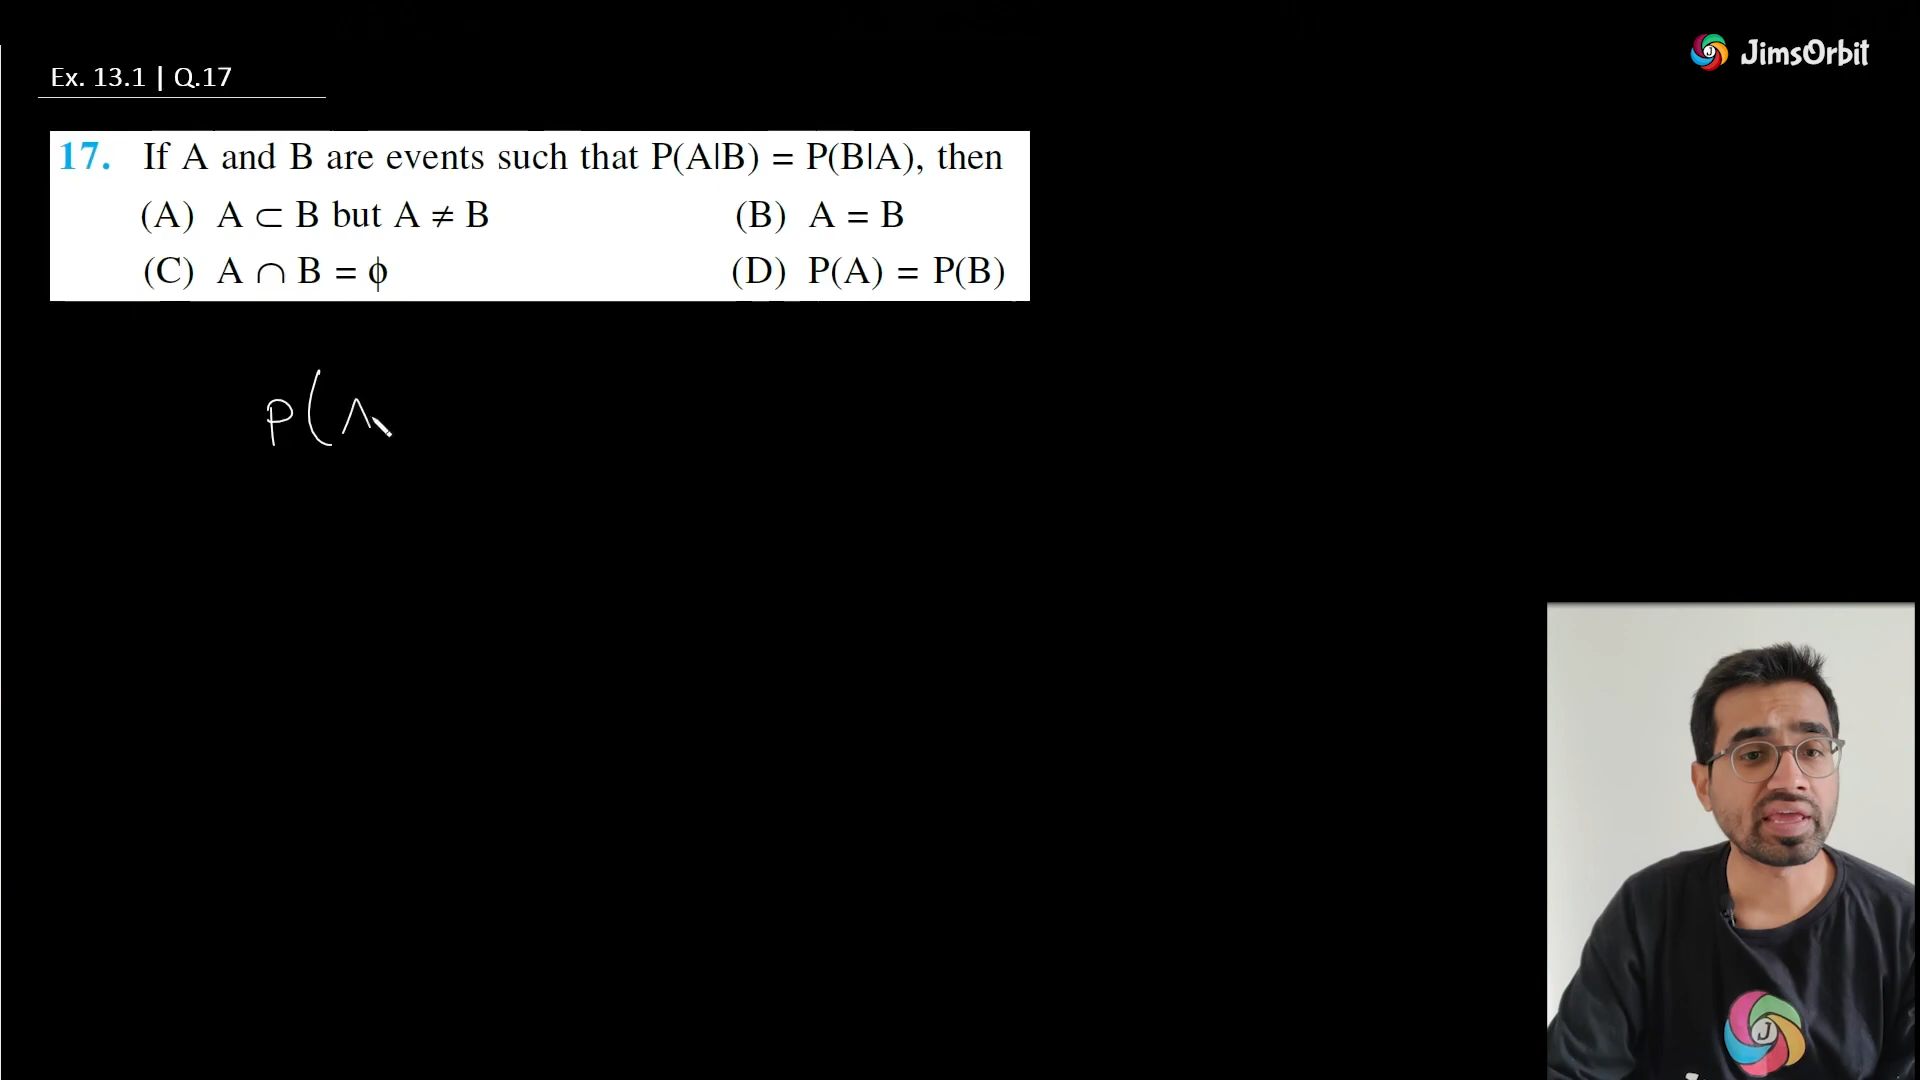 Ex. 13.1 | Q.17
JimsOrbit
17. If A and B are events such that P(A|B) = P(B|A), then
(A) A ⊂ B but A ≠ B (B) A = B
(C) A ∩ B = ϕ (D) P(A) = P(B)
P(
J